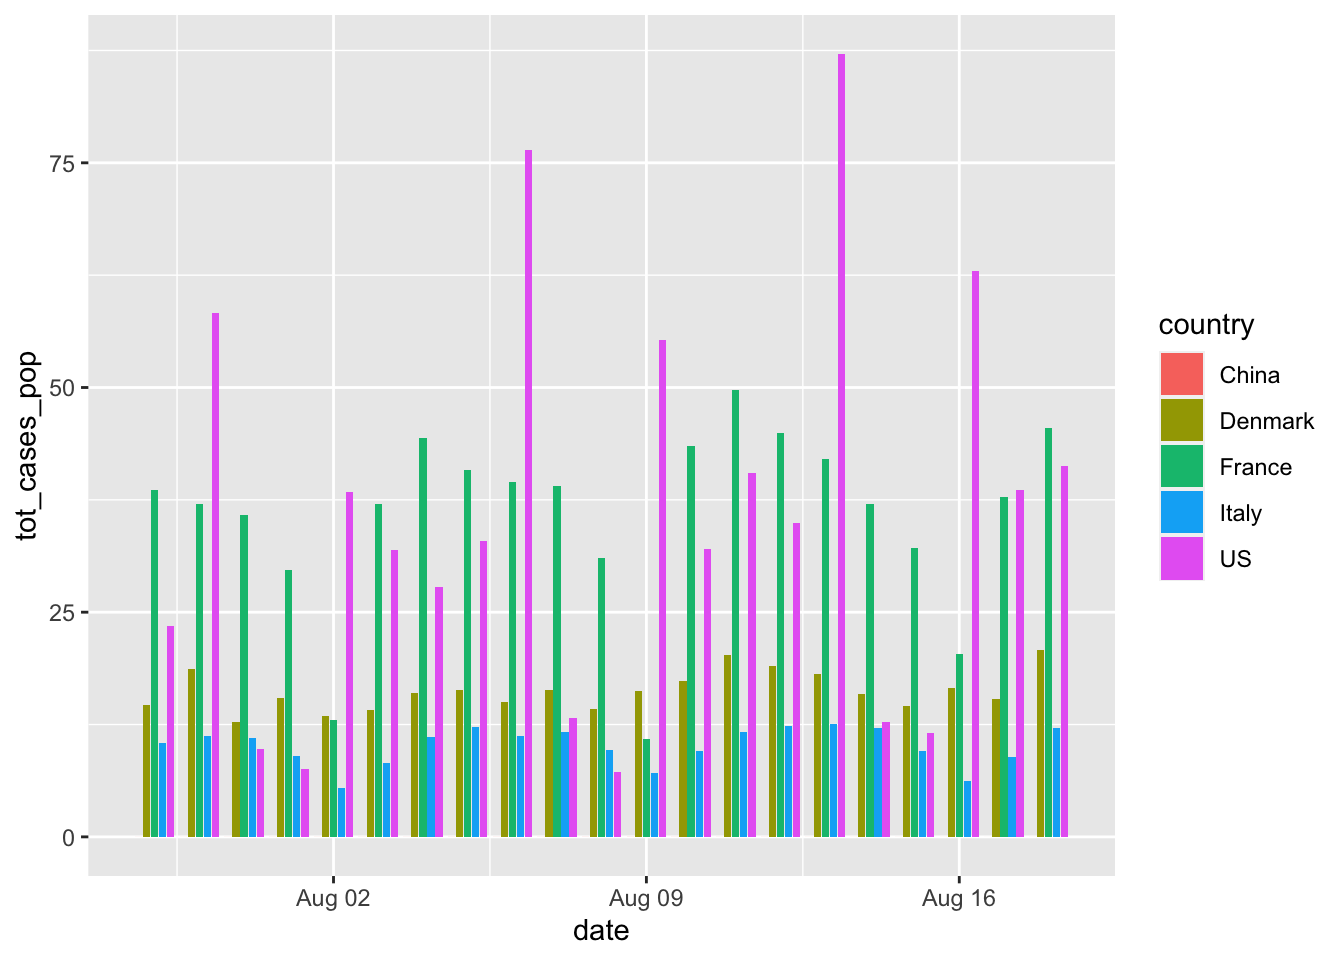 tot_cases_pop
75
50
25
0
Aug 02
Aug 09
Aug 16
date
country
China
Denmark
France
Italy
US